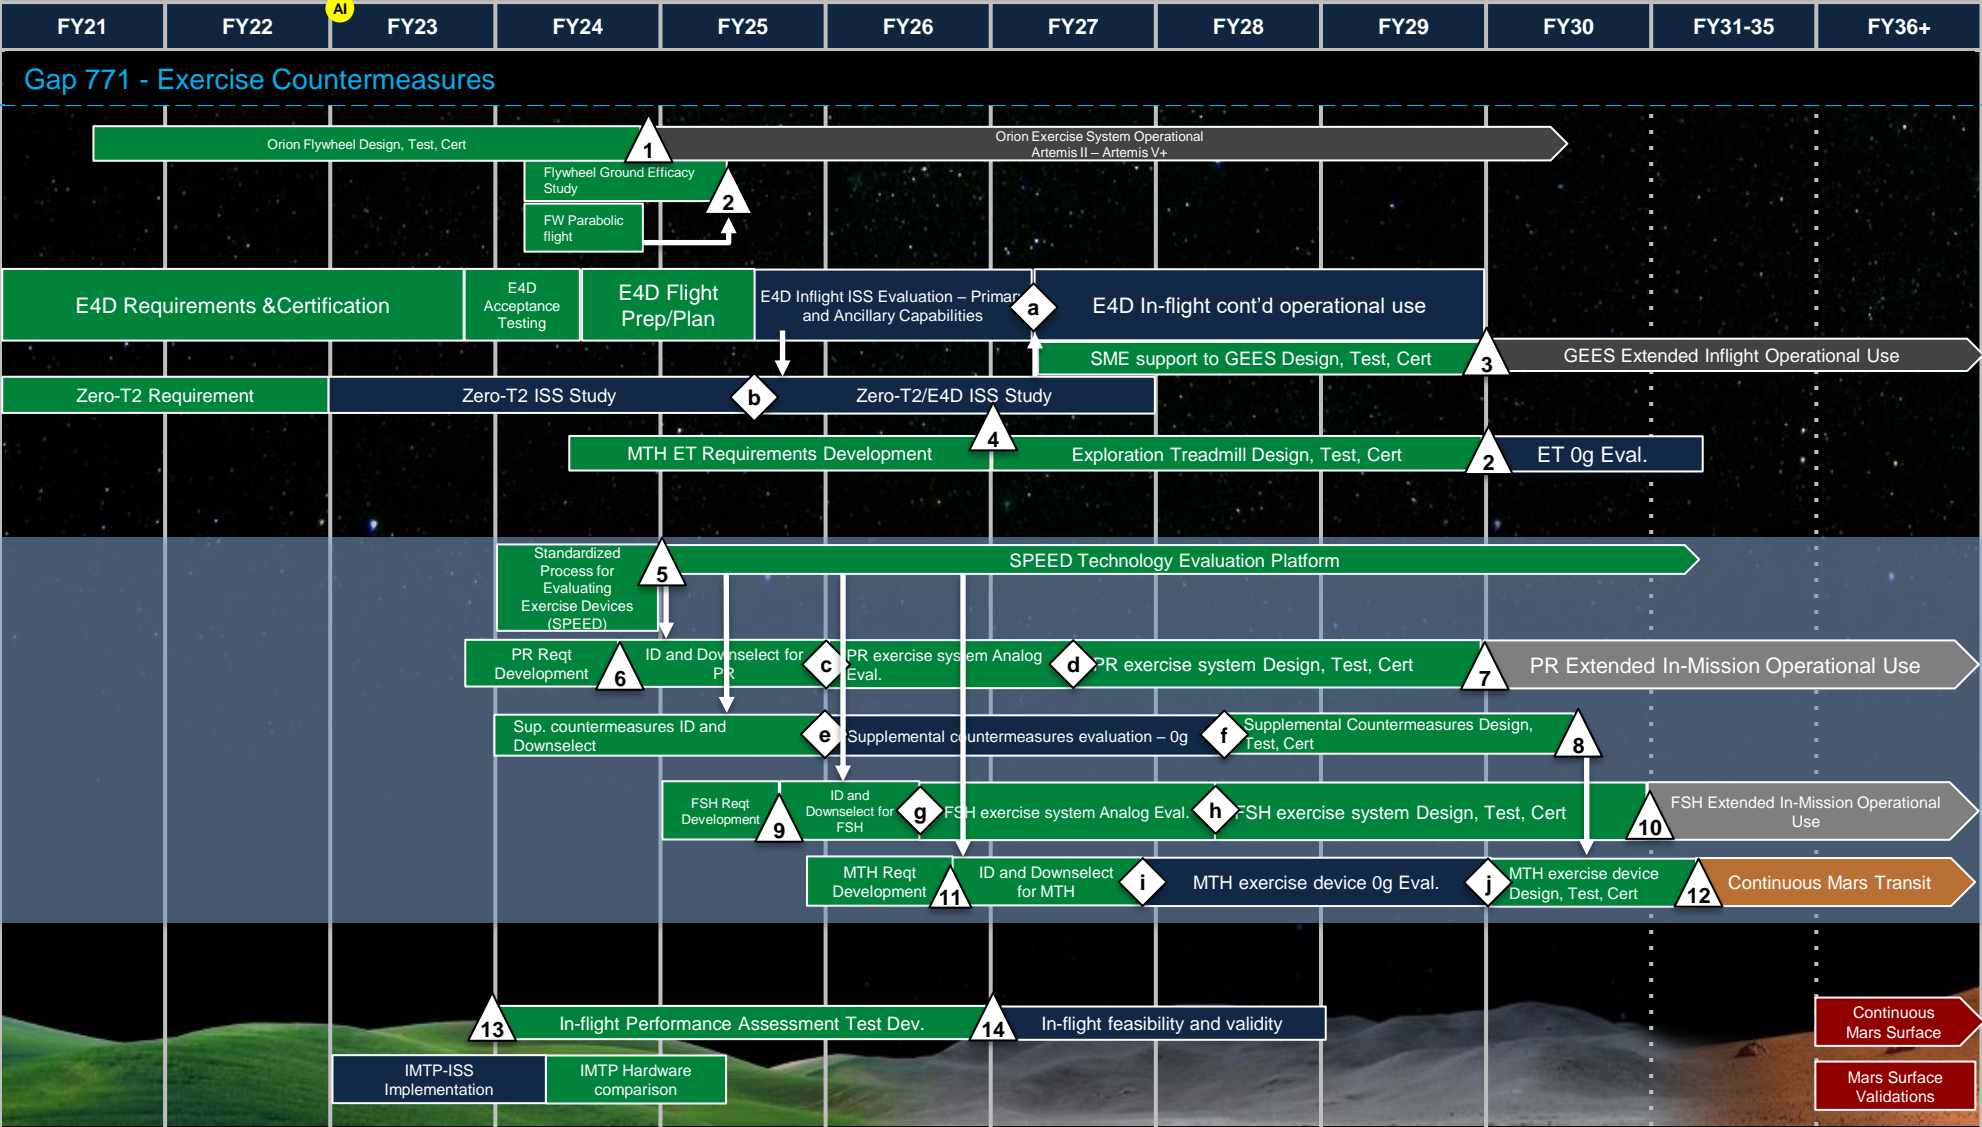 AI
FY21 FY22 FY23 FY24 FY25 FY26 FY27 FY28 FY29 FY30 FY31-35 FY36+
Gap 771 - Exercise Countermeasures
Orion Flywheel Design, Test, Cert
1
Orion Exercise System Operational
Artemis II – Artemis V+
Flywheel Ground Efficacy
Study
2
FW Parabolic
flight
E4D Requirements &Certification
E4D
Acceptance
Testing
E4D Flight
Prep/Plan
E4D Inflight ISS Evaluation – Primary
and Ancillary Capabilities
a
E4D In-flight cont'd operational use
SME support to GEES Design, Test, Cert
3
GEES Extended Inflight Operational Use
Zero-T2 Requirement
Zero-T2 ISS Study
b
Zero-T2/E4D ISS Study
MTH ET Requirements Development
4
Exploration Treadmill Design, Test, Cert
2
ET 0g Eval.
Standardized
Process for
Evaluating
Exercise Devices
(SPEED)
5
SPEED Technology Evaluation Platform
PR Reqt
Development
6
ID and Downselect for
PR
c
PR exercise system Analog
Eval.
d
PR exercise system Design, Test, Cert
7
PR Extended In-Mission Operational Use
Sup. countermeasures ID and
Downselect
e
Supplemental countermeasures evaluation – 0g
f
Supplemental Countermeasures Design,
Test, Cert
8
FSH Reqt
Development
9
ID and
Downselect for
FSH
g
FSH exercise system Analog Eval.
h
FSH exercise system Design, Test, Cert
10
FSH Extended In-Mission Operational
Use
MTH Reqt
Development
11
ID and Downselect
for MTH
i
MTH exercise device 0g Eval.
j
MTH exercise device
Design, Test, Cert
12
Continuous Mars Transit
13
In-flight Performance Assessment Test Dev.
14
In-flight feasibility and validity
Continuous
Mars Surface
IMTP-ISS
Implementation
IMTP Hardware
comparison
Mars Surface
Validations